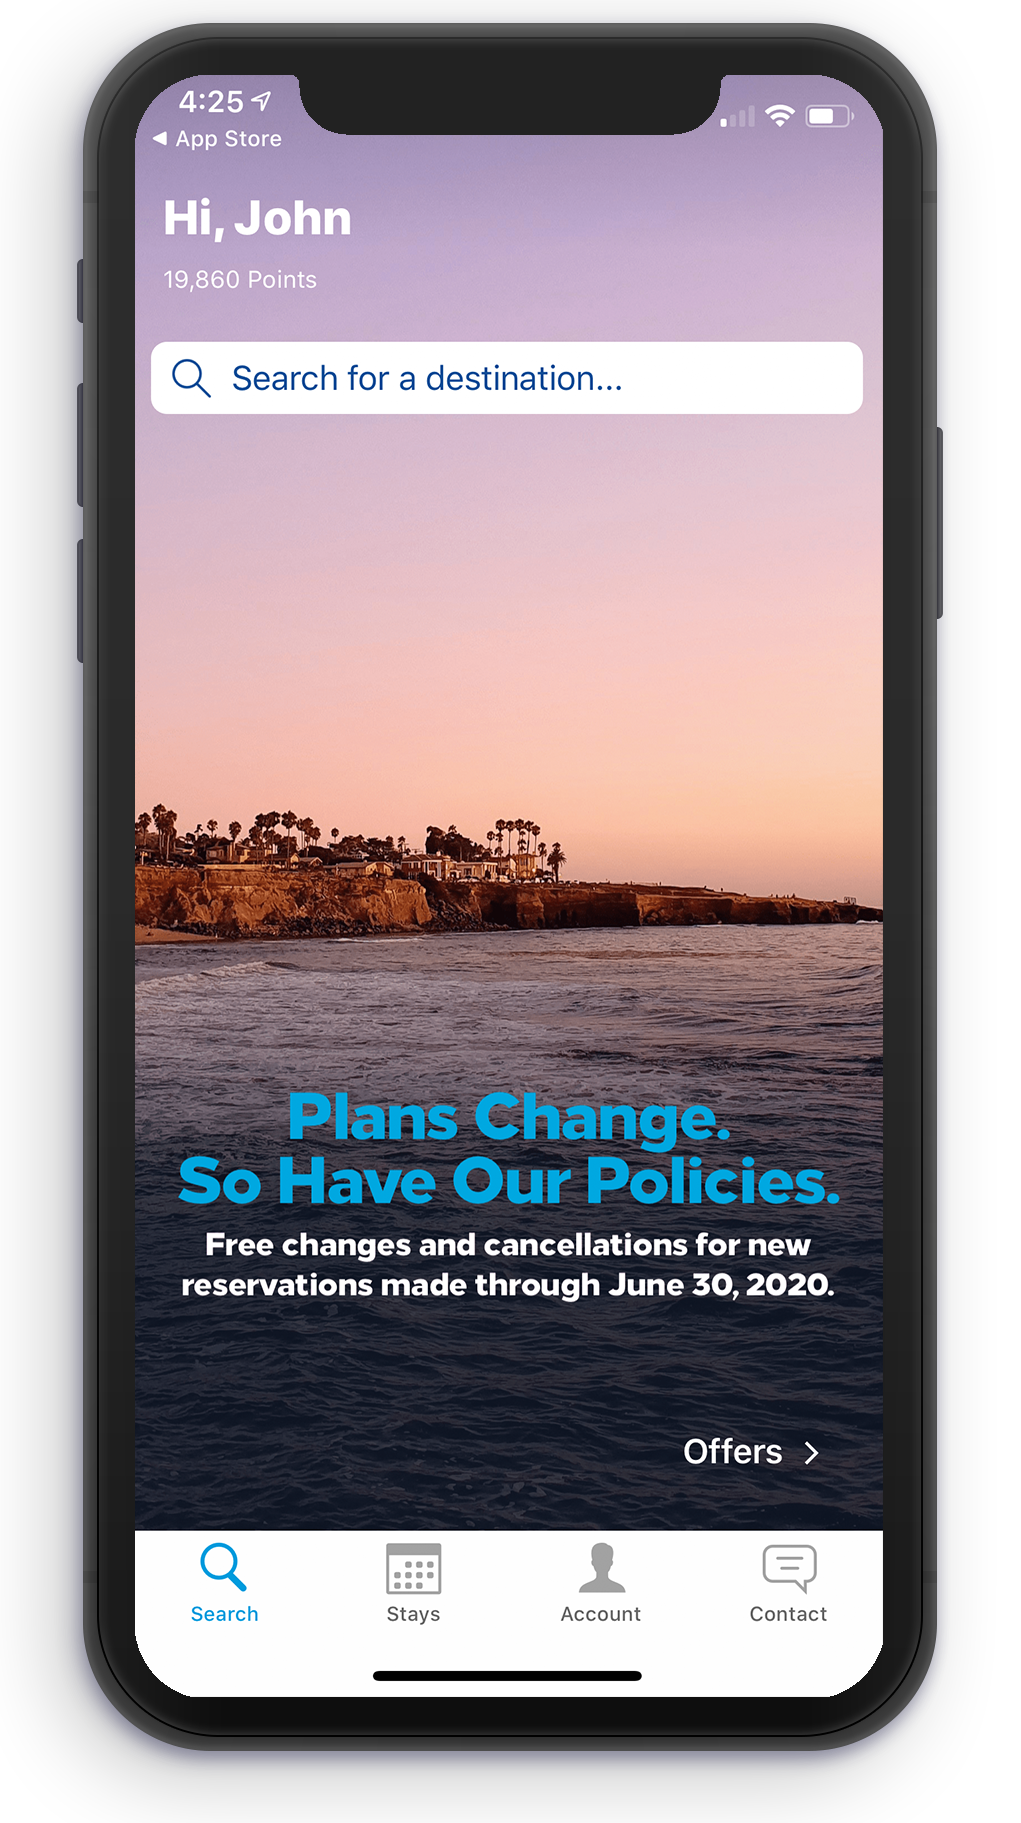 4:25
App Store
Hi, John
19,860 Points
Search for a destination...
Plans Change.
So Have Our Policies.
Free changes and cancellations for new
reservations made through June 30, 2020.
Offers
Search
Stays
Account
Contact